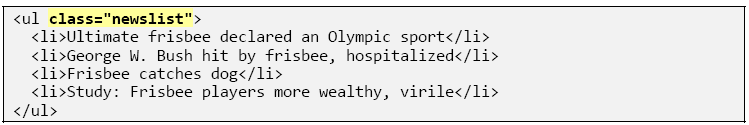 <ul class="newslist">
<li>Ultimate frisbee declared an Olympic sport</li>
<li>George W. Bush hit by frisbee, hospitalized</li>
<li>Frisbee catches dog</li>
<li>Study: Frisbee players more wealthy, virile</li>
</ul>